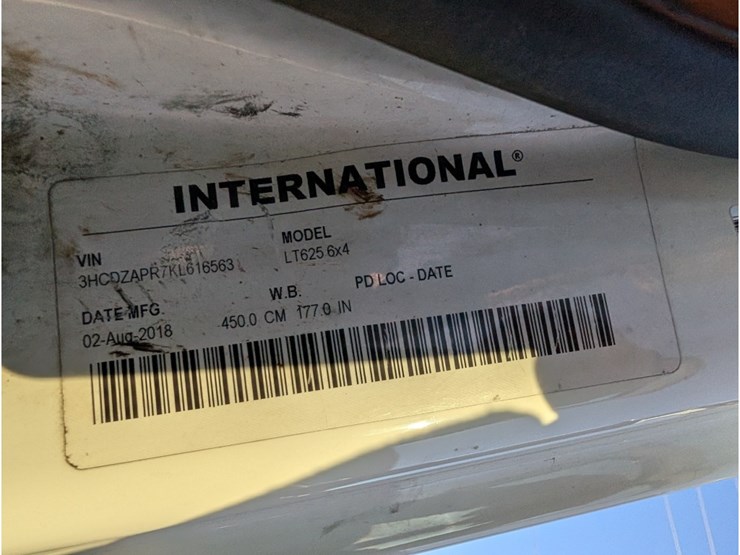 INTERNATIONAL®
VIN
3HCDZAPR7KL616563
MODEL
LT625 6x4
DATE MFG.
02-Aug-2018
W.B.
450.0 CM 177.0 IN
PD LOC - DATE